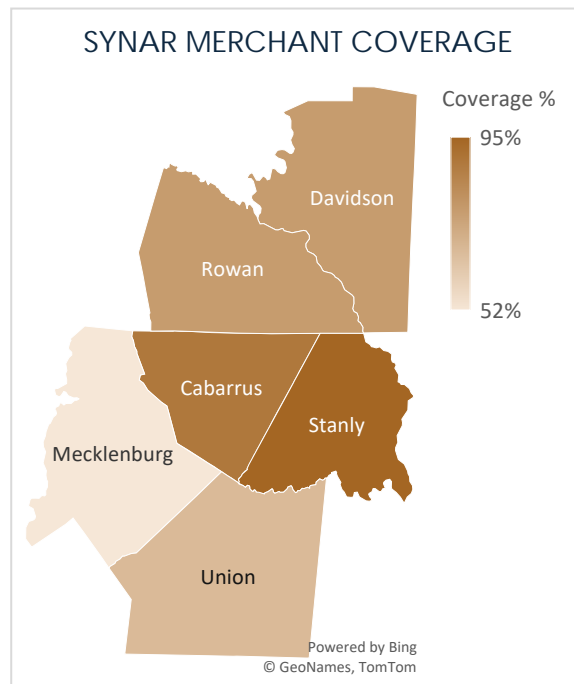 SYNAR MERCHANT COVERAGE
Coverage %
95%
52%
Davidson
Rowan
Cabarrus
Stanly
Mecklenburg
Union
Powered by Bing
© GeoNames, TomTom